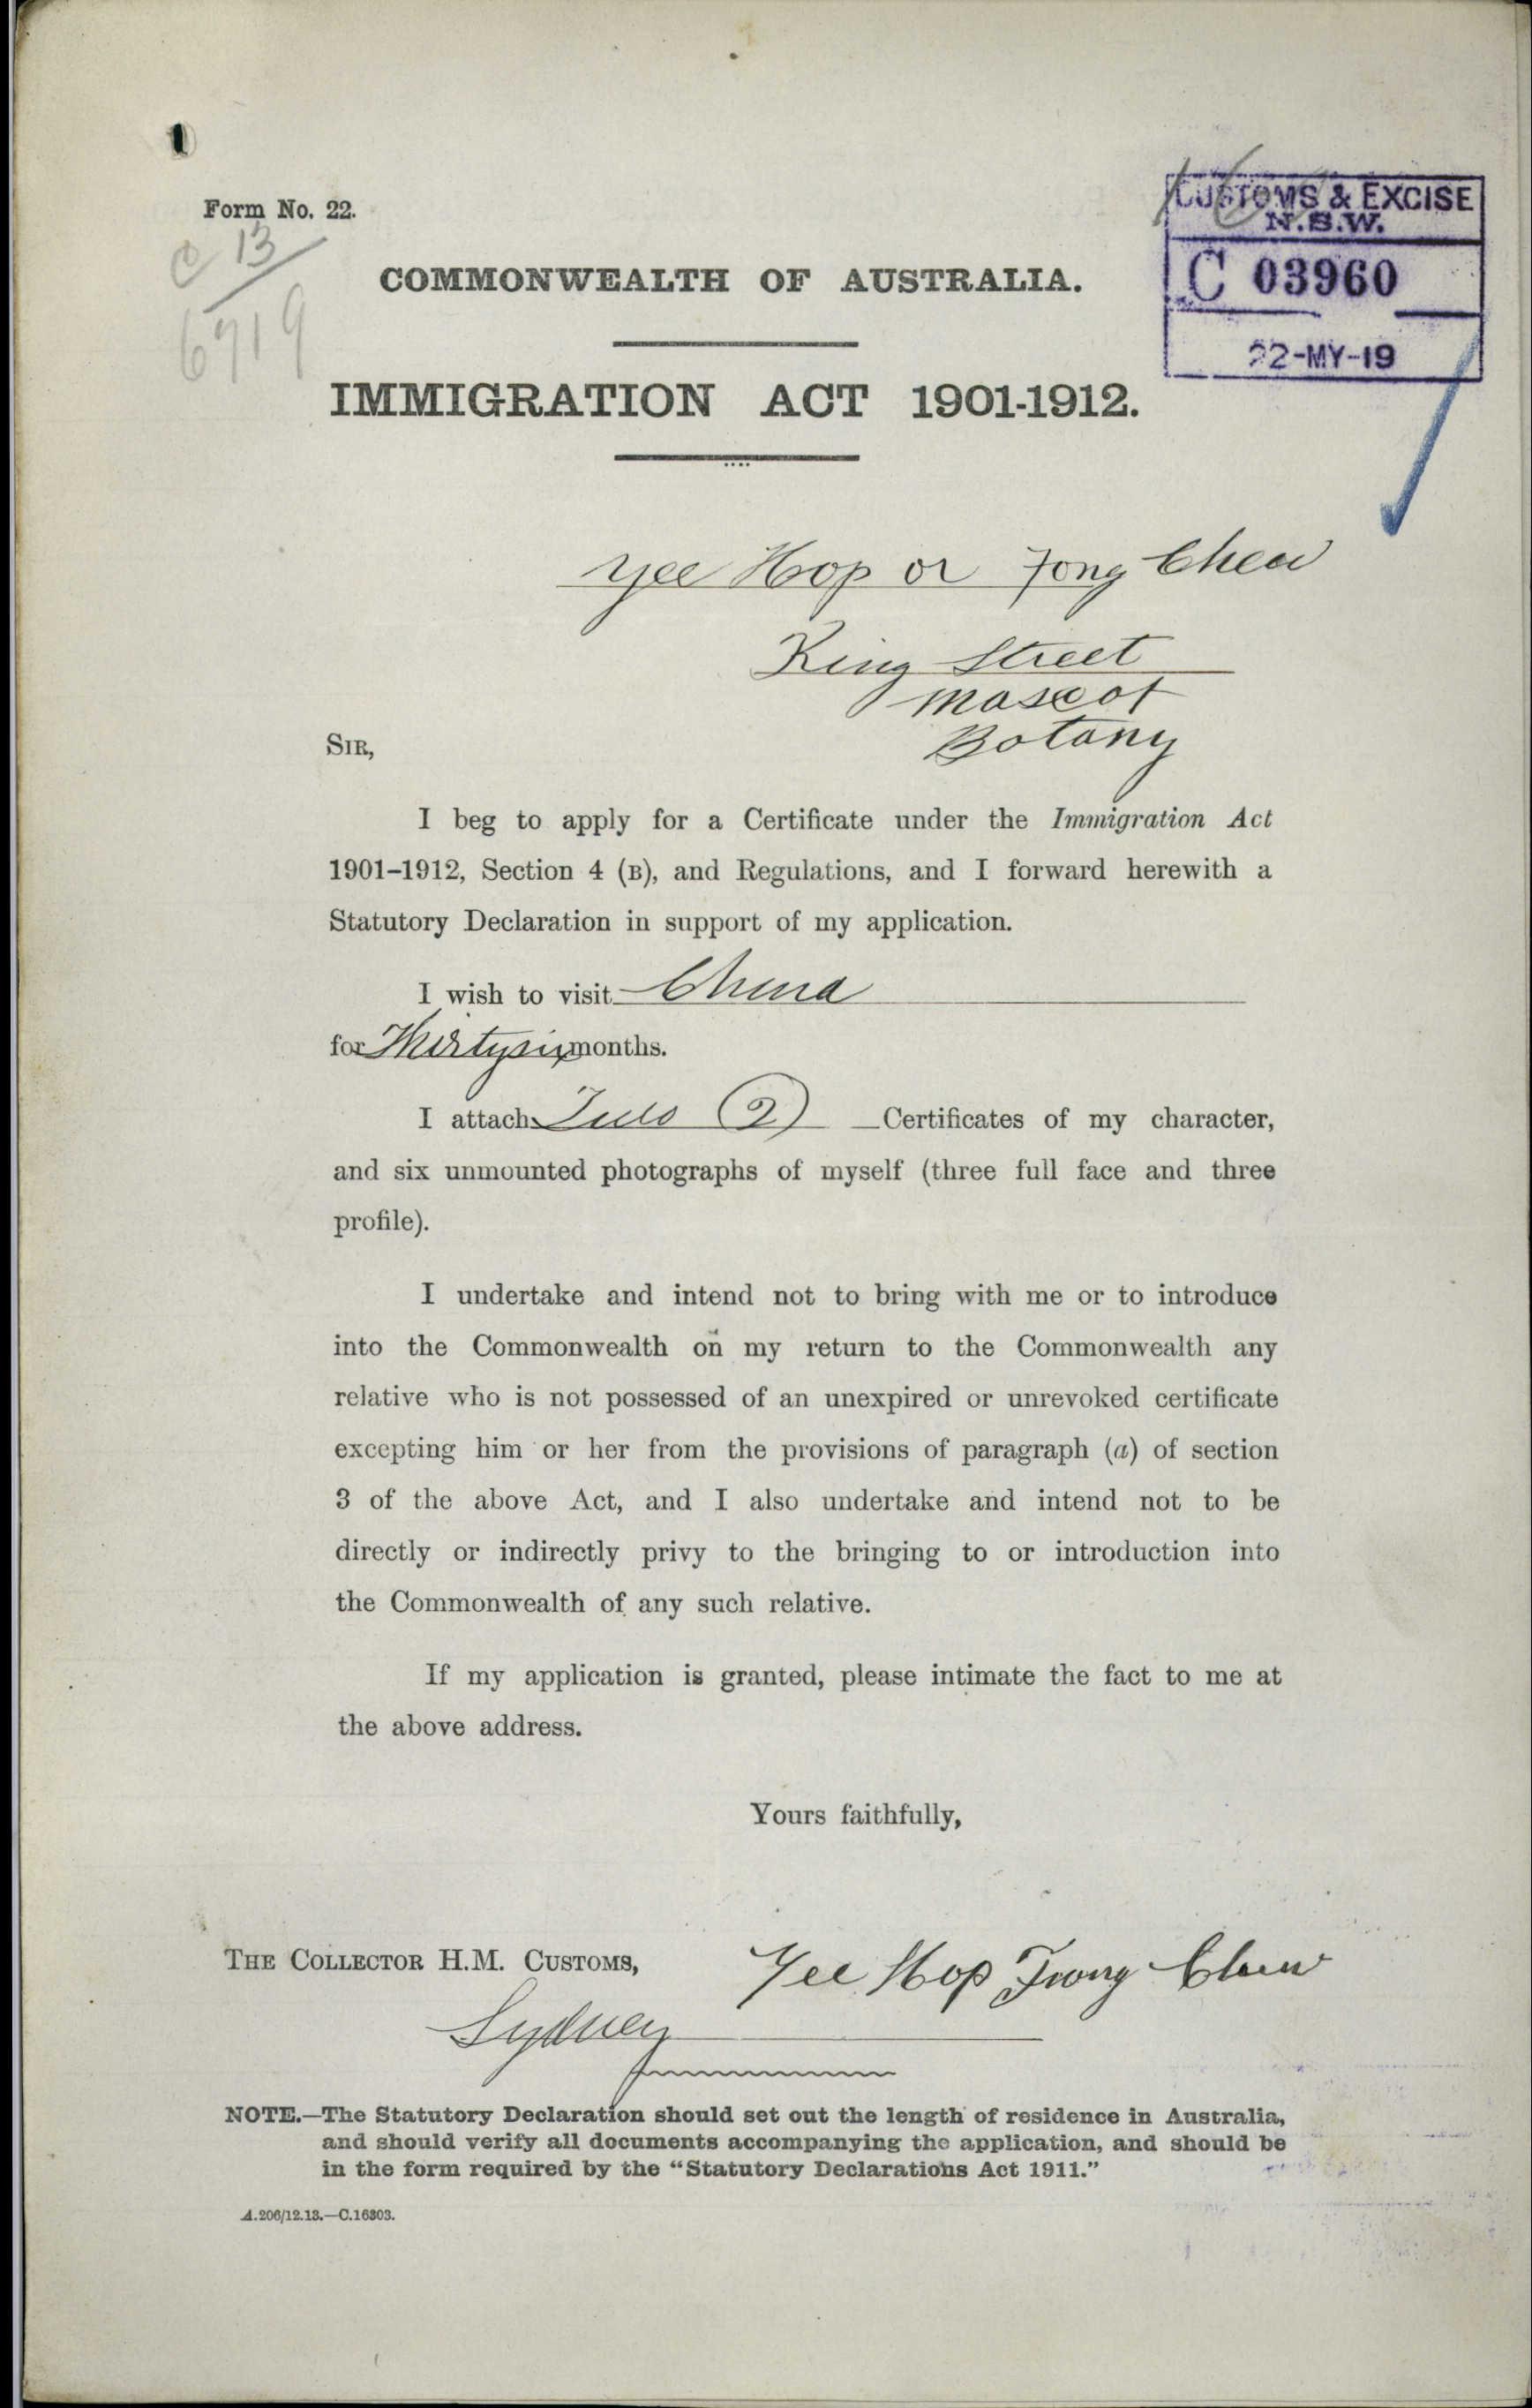 Form No. 22.
C 13
6719
CUSTOMS & EXCISE
N.S.W.
C 03960
22-MY-19
COMMONWEALTH OF AUSTRALIA.
IMMIGRATION ACT 1901-1912.
Yee Hop or Fong Chew
King Street
Mascot
Botany
SIR,
I beg to apply for a Certificate under the Immigration Act
1901–1912, Section 4 (B), and Regulations, and I forward herewith a
Statutory Declaration in support of my application.
I wish to visit China
for Thirtysix months.
I attach Two (2) Certificates of my character,
and six unmounted photographs of myself (three full face and three
profile).
I undertake and intend not to bring with me or to introduce
into the Commonwealth on my return to the Commonwealth any
relative who is not possessed of an unexpired or unrevoked certificate
excepting him or her from the provisions of paragraph (a) of section
3 of the above Act, and I also undertake and intend not to be
directly or indirectly privy to the bringing to or introduction into
the Commonwealth of any such relative.
If my application is granted, please intimate the fact to me at
the above address.
Yours faithfully,
THE COLLECTOR H.M. CUSTOMS,
Yee Hop Fong Chew
Sydney
NOTE.—The Statutory Declaration should set out the length of residence in Australia,
and should verify all documents accompanying the application, and should be
in the form required by the “Statutory Declarations Act 1911.”
A.206/12.13.—C.16303.